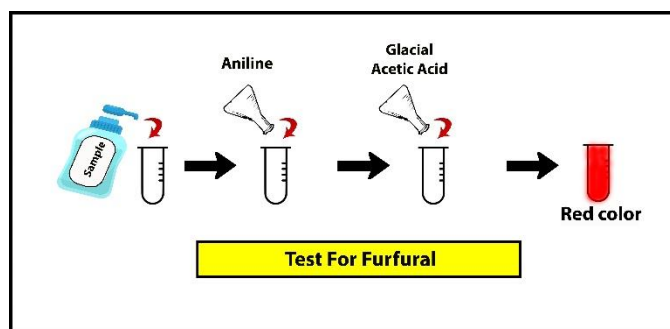 Sample
Aniline
Glacial
Acetic Acid
Red color
Test For Furfural